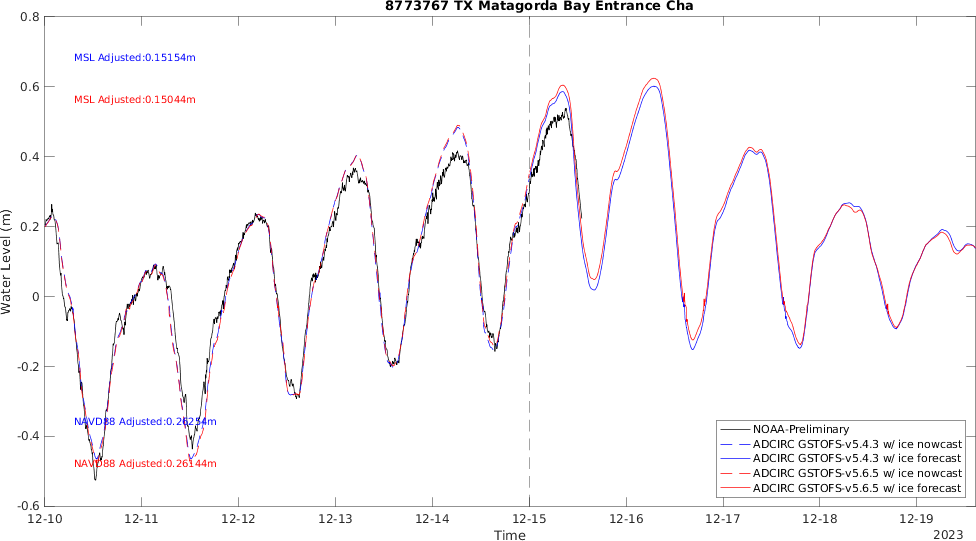 8773767 TX Matagorda Bay Entrance Cha
Water Level (m)
0.8
0.6
0.4
0.2
0
-0.2
-0.4
-0.6
MSL Adjusted:0.15154m
MSL Adjusted:0.15044m
NAVD88 Adjusted:0.26254m
NAVD88 Adjusted:0.26144m
NOAA-Preliminary
ADCIRC GSTOFS-v5.4.3 w/ ice nowcast
ADCIRC GSTOFS-v5.4.3 w/ ice forecast
ADCIRC GSTOFS-v5.6.5 w/ ice nowcast
ADCIRC GSTOFS-v5.6.5 w/ ice forecast
12-10 12-11 12-12 12-13 12-14 12-15 12-16 12-17 12-18 12-19
Time
2023